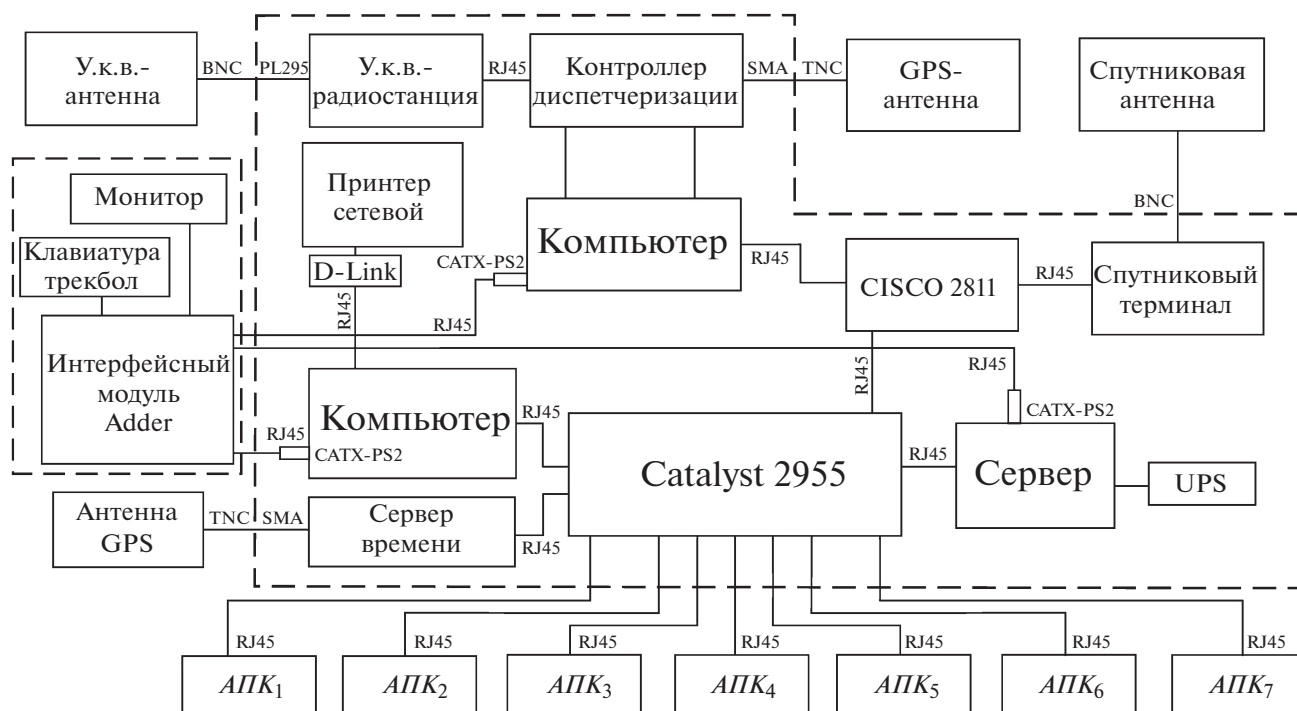 У.к.в.-
антенна
BNC
PL295
У.к.в.-
радиостанция
RJ45
Контроллер
диспетчеризации
SMA
TNC
GPS-
антенна
Спутниковая
антенна
BNC
Монитор
Клавиатура
трекбол
Интерфейсный
модуль
Adder
Принтер
сетевой
D-Link
RJ45
CATX-PS2
RJ45
Компьютер
RJ45
CISCO 2811
RJ45
Спутниковый
терминал
RJ45
RJ45
CATX-PS2
RJ45
CATX-PS2
Компьютер
RJ45
Catalyst 2955
RJ45
Сервер
UPS
Антенна
GPS
TNC
SMA
Сервер
времени
RJ45
RJ45
RJ45
RJ45
RJ45
RJ45
RJ45
RJ45
АПК1
АПК2
АПК3
АПК4
АПК5
АПК6
АПК7